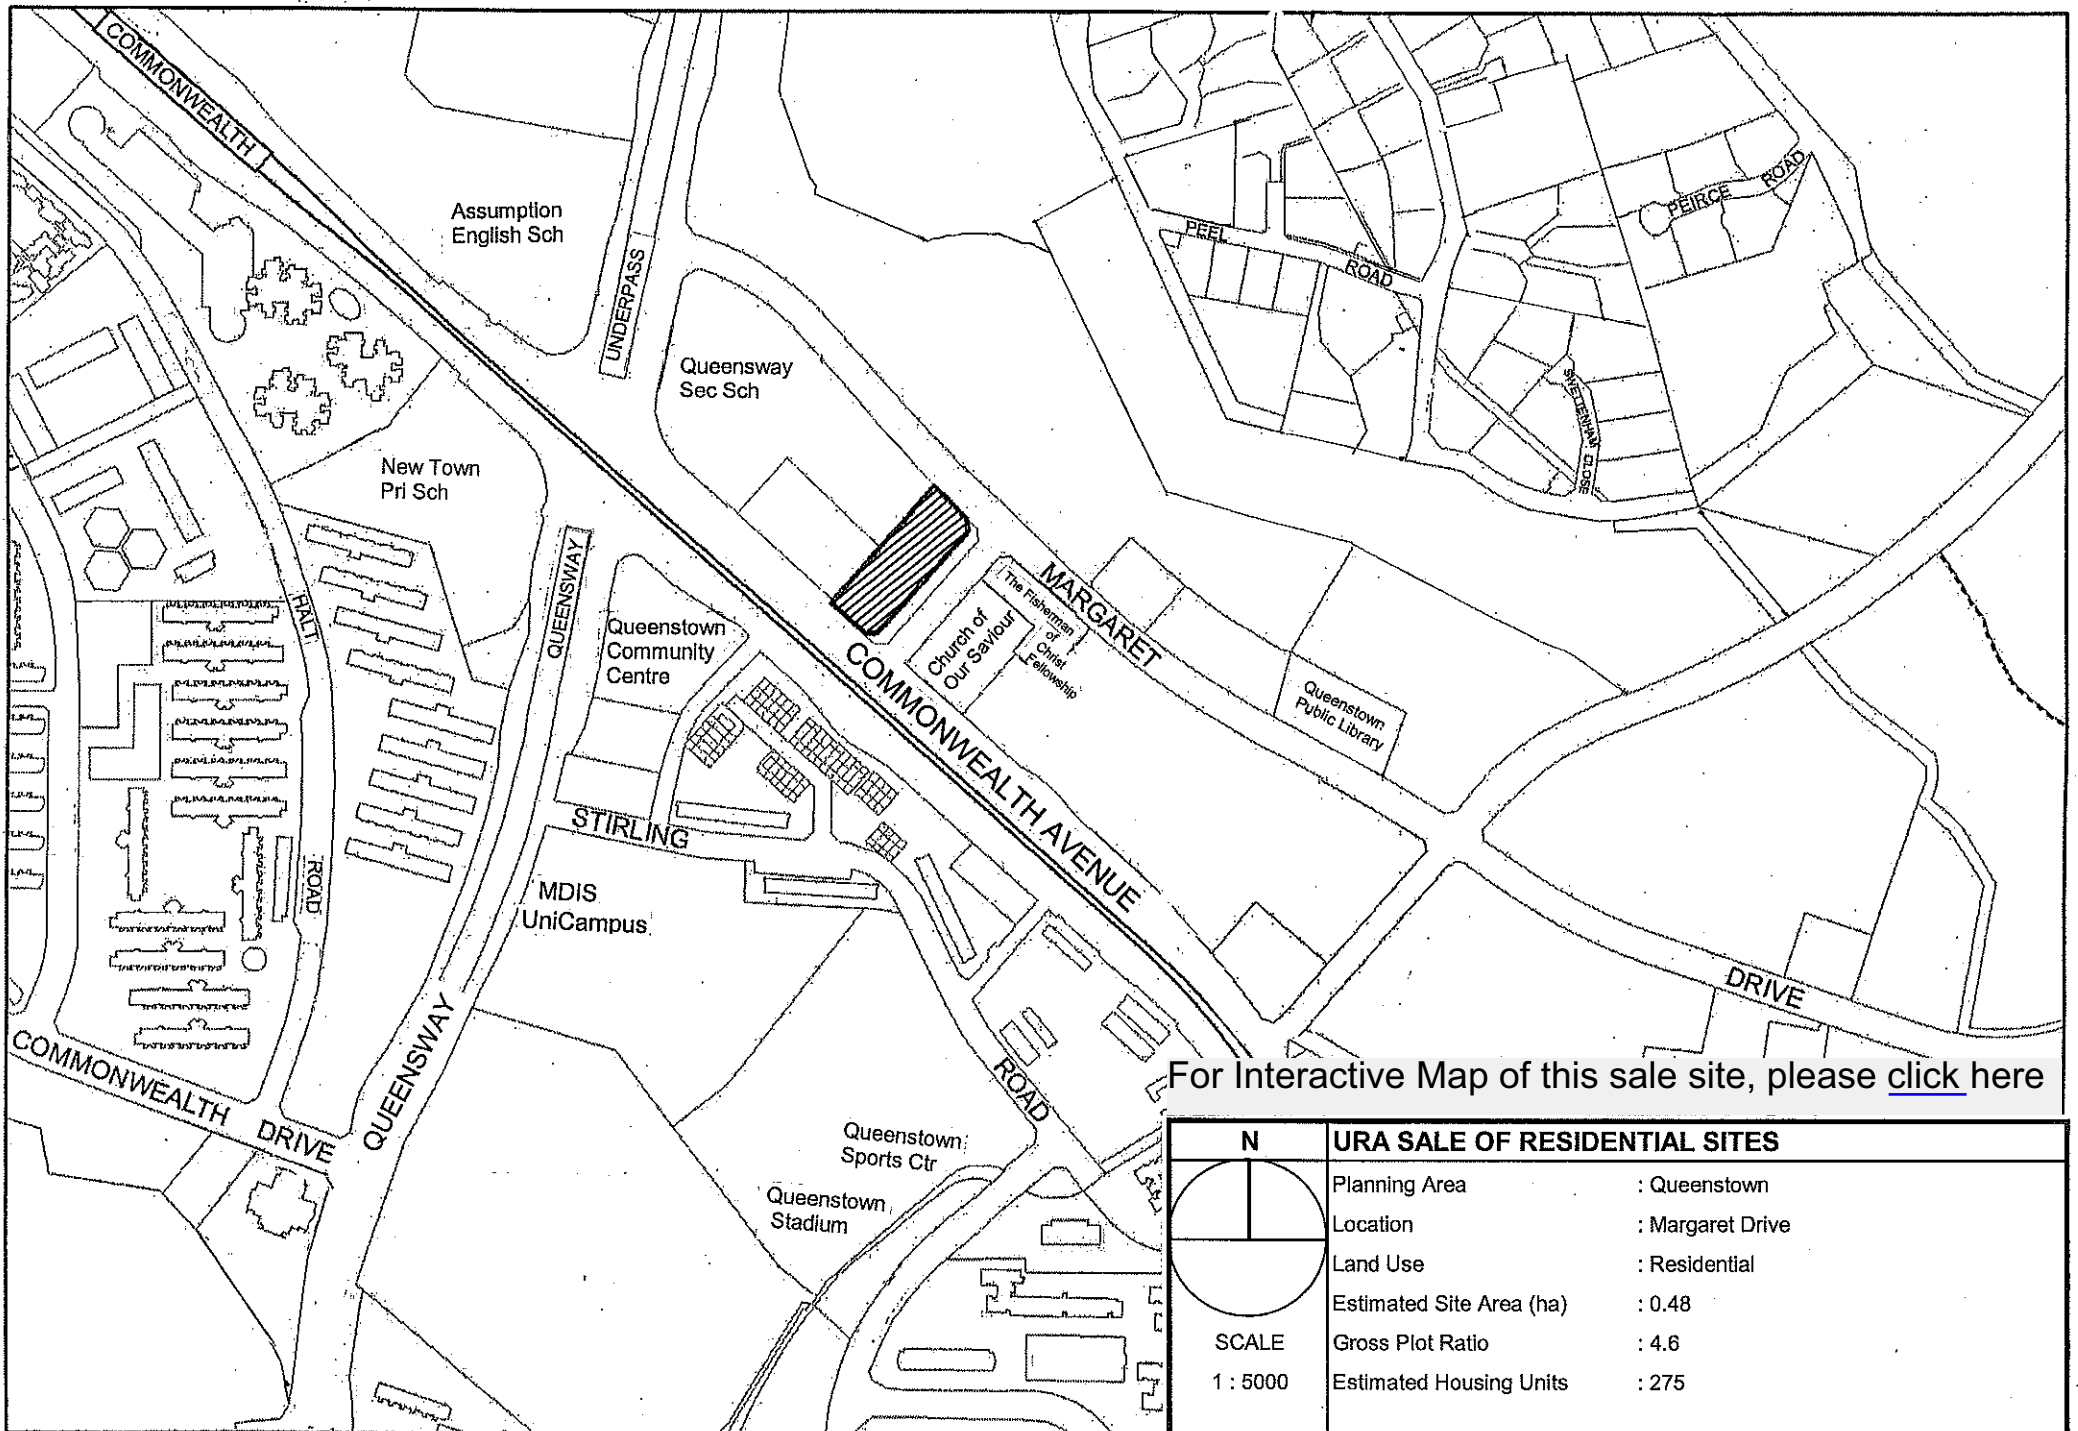 COMMONWEALTH
Assumption
English Sch
UNDERPASS
PEEL
ROAD
PEIRCE
ROAD
Queensway
Sec Sch
SWETTENHAM CLOSE
New Town
Pri Sch
QUEENSWAY
HALT
ROAD
Queenstown
Community
Centre
The Fisherman
of
Christ
Fellowship
Church of
Our Saviour
MARGARET
Queenstown
Public Library
COMMONWEALTH AVENUE
STIRLING
MDIS
UniCampus
DRIVE
QUEENSWAY
COMMONWEALTH DRIVE
ROAD
Queenstown
Sports Ctr
Queenstown
Stadium
For Interactive Map of this sale site, please click here
N
URA SALE OF RESIDENTIAL SITES
Planning Area : Queenstown
Location : Margaret Drive
Land Use : Residential
Estimated Site Area (ha) : 0.48
SCALE
Gross Plot Ratio : 4.6
1 : 5000
Estimated Housing Units : 275